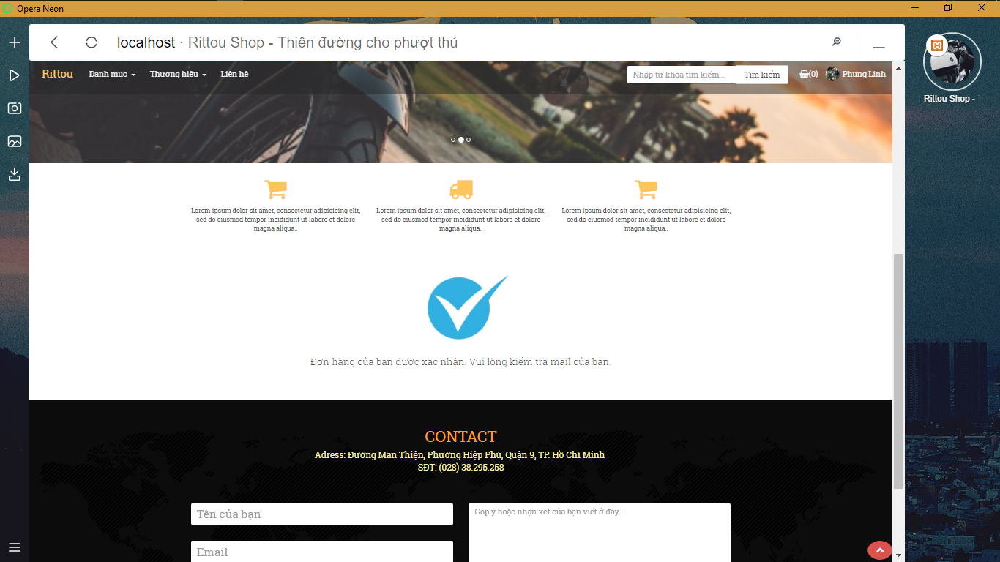 Opera Neon
localhost · Rittou Shop - Thiên đường cho phượt thủ
Rittou Shop -
Rittou Danh mục Thương hiệu Liên hệ Nhập từ khóa tìm kiếm... Tìm kiếm (0) Phụng Linh
Lorem ipsum dolor sit amet, consectetur adipisicing elit,
sed do eiusmod tempor incididunt ut labore et dolore
magna aliqua..
Lorem ipsum dolor sit amet, consectetur adipisicing elit,
sed do eiusmod tempor incididunt ut labore et dolore
magna aliqua..
Lorem ipsum dolor sit amet, consectetur adipisicing elit,
sed do eiusmod tempor incididunt ut labore et dolore
magna aliqua..
Đơn hàng của bạn được xác nhận. Vui lòng kiểm tra mail của bạn.
CONTACT
Adress: Đường Man Thiện, Phường Hiệp Phú, Quận 9, TP. Hồ Chí Minh
SĐT: (028) 38.295.258
Tên của bạn
Email
Góp ý hoặc nhận xét của bạn viết ở đây ...